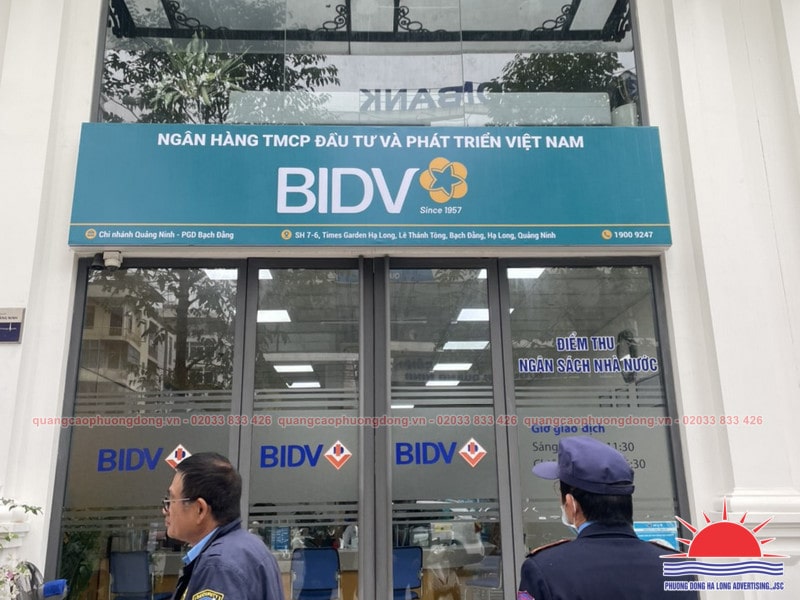 NGÂN HÀNG TMCP ĐẦU TƯ VÀ PHÁT TRIỂN VIỆT NAM
BIDV
Since 1957
Chi nhánh Quảng Ninh - PGD Bạch Đằng
SH 7-6, Times Garden Hạ Long, Lê Thánh Tông, Bạch Đằng, Hạ Long, Quảng Ninh
1900 9247
ĐIỂM THU
NGÂN SÁCH NHÀ NƯỚC
quangcaophuongdong.vn - 02033 833 426 quangcaophuongdong.vn - 02033 833 426 quangcaophuongdong.vn - 02033 833 426
Giờ giao dịch
11:30
BIDV
BIDV
BIDV
SECURITY
PHUONG DONG HA LONG ADVERTISING.,JSC